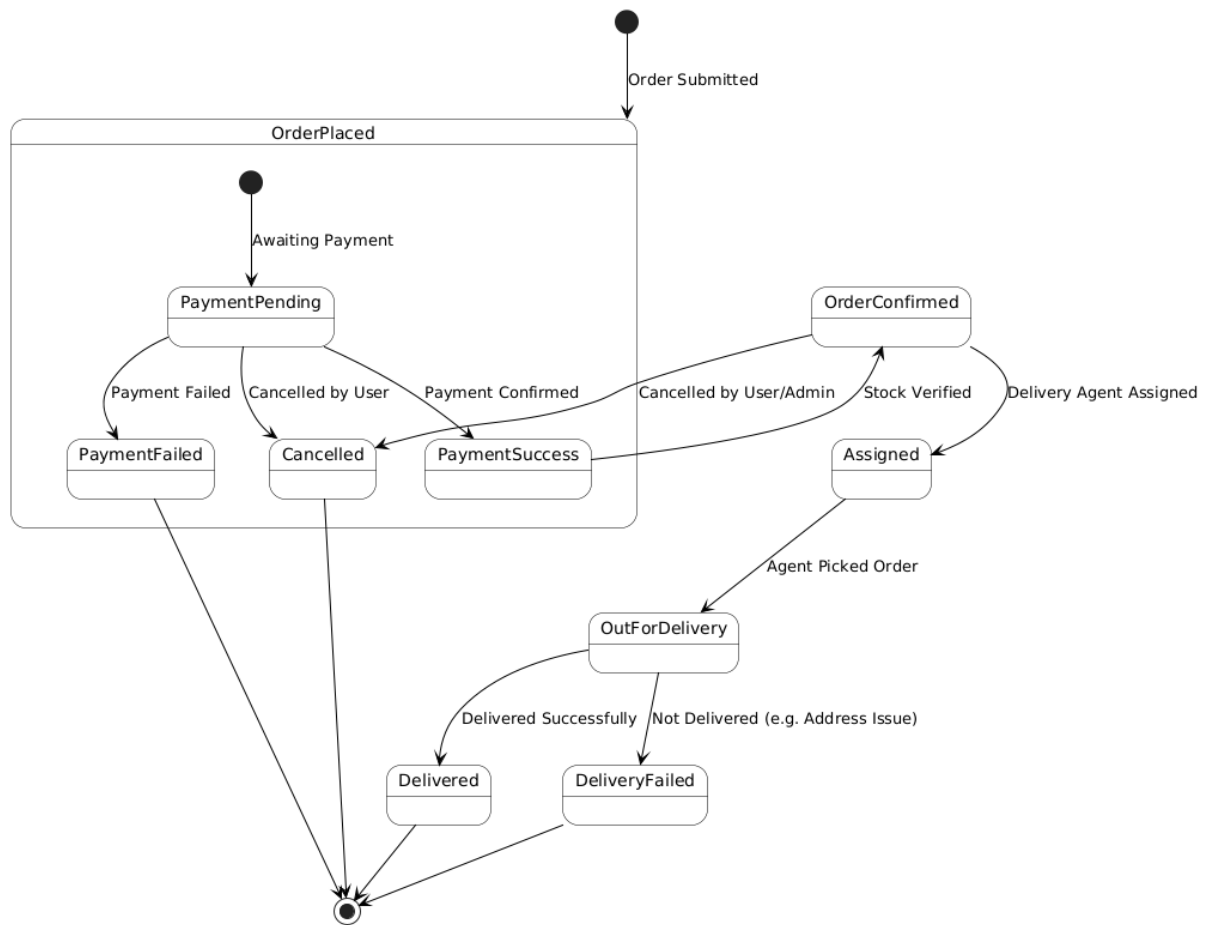 Order Submitted
OrderPlaced
Awaiting Payment
PaymentPending
OrderConfirmed
Payment Failed
Cancelled by User
Payment Confirmed
Cancelled by User/Admin
Stock Verified
Delivery Agent Assigned
PaymentFailed
Cancelled
PaymentSuccess
Assigned
Agent Picked Order
OutForDelivery
Delivered Successfully
Not Delivered (e.g. Address Issue)
Delivered
DeliveryFailed